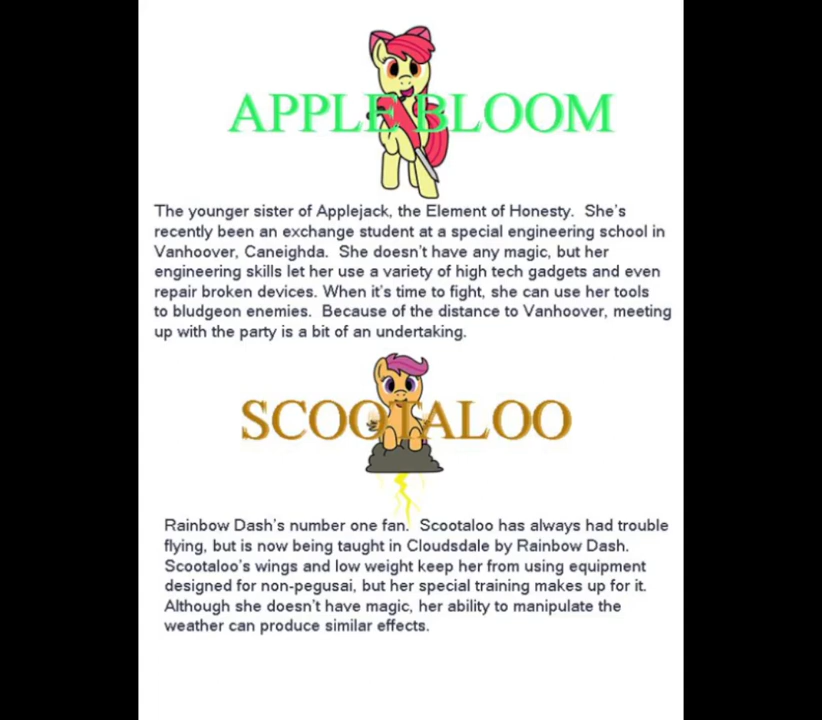 APPLE BLOOM
The younger sister of Applejack, the Element of Honesty. She's
recently been an exchange student at a special engineering school in
Vanhoover, Caneighda. She doesn't have any magic, but her
engineering skills let her use a variety of high tech gadgets and even
repair broken devices. When it's time to fight, she can use her tools
to bludgeon enemies. Because of the distance to Vanhoover, meeting
up with the party is a bit of an undertaking.
SCOOTALOO
Rainbow Dash's number one fan. Scootaloo has always had trouble
flying, but is now being taught in Cloudsdale by Rainbow Dash.
Scootaloo's wings and low weight keep her from using equipment
designed for non-pegusai, but her special training makes up for it.
Although she doesn't have magic, her ability to manipulate the
weather can produce similar effects.